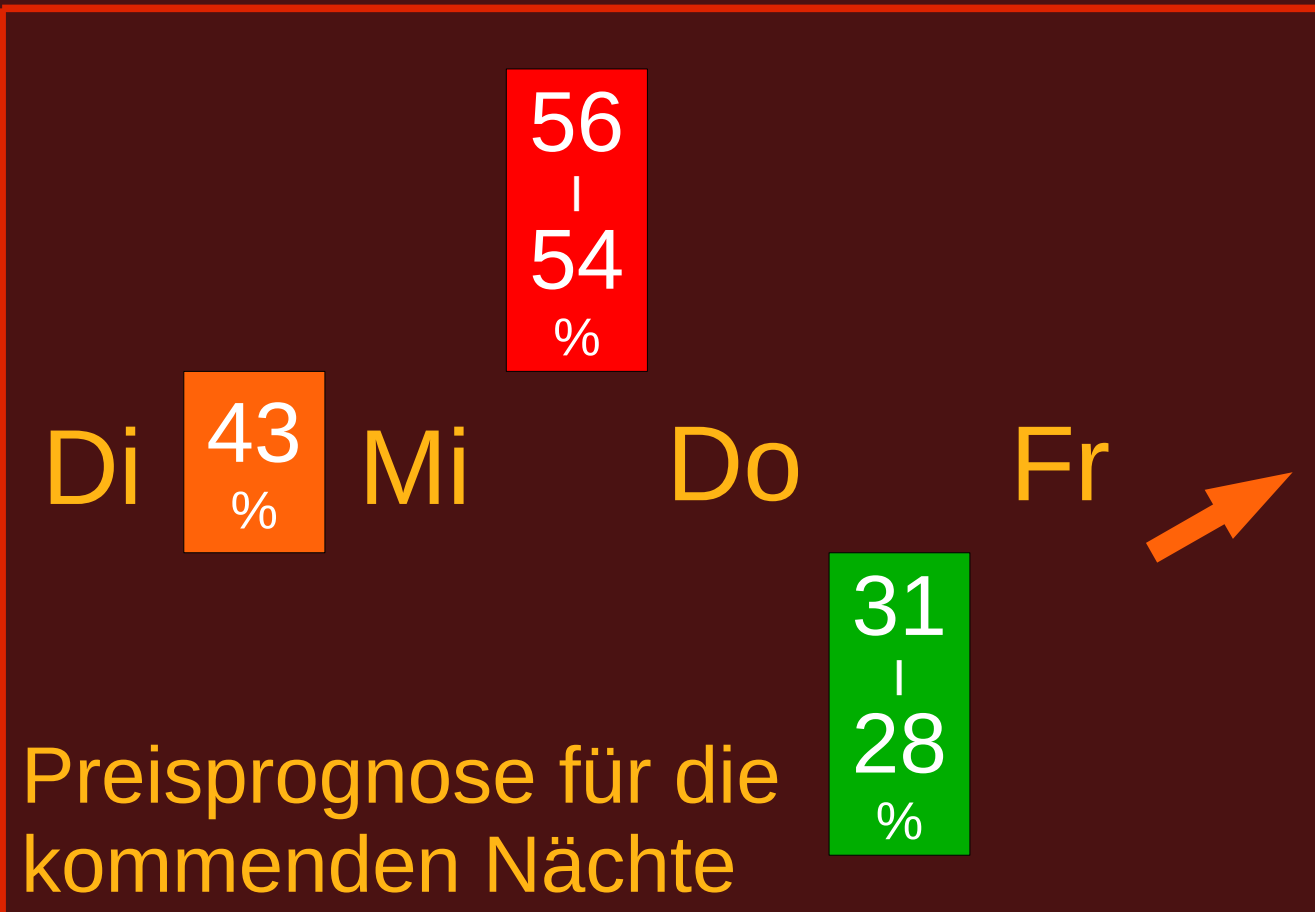 56
–
54
%
Di
43
%
Mi
Do
Fr
31
–
28
%
Preisprognose für die
kommenden Nächte